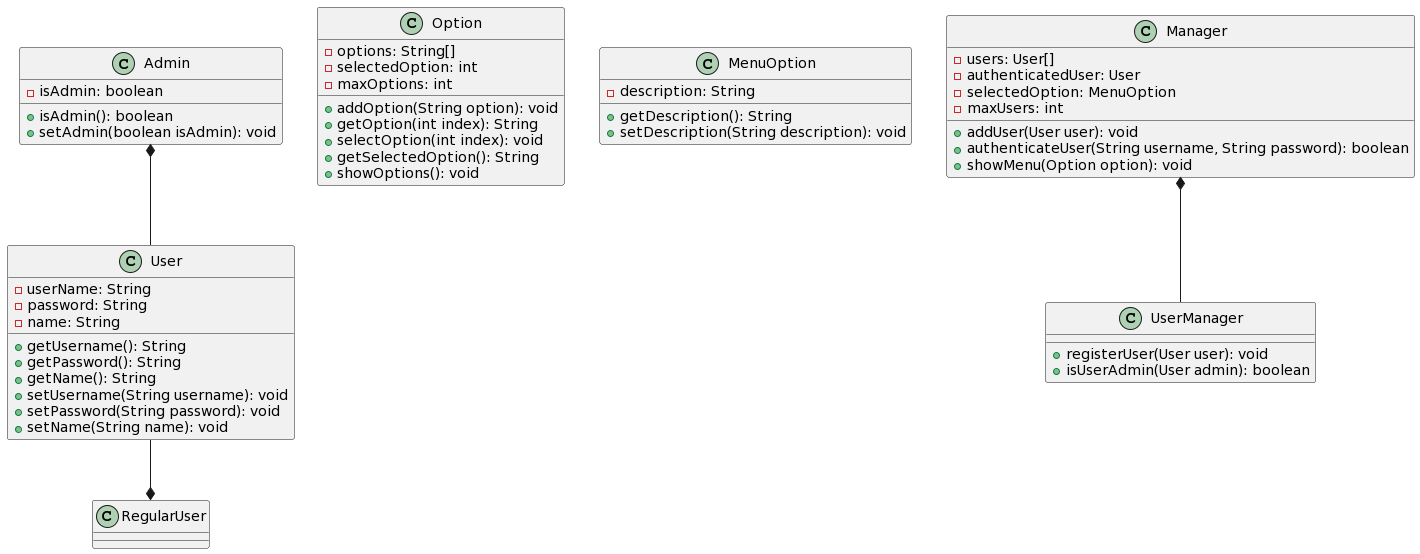 C Admin
isAdmin: boolean
isAdmin(): boolean
setAdmin(boolean isAdmin): void
C Option
options: String[]
selectedOption: int
maxOptions: int
addOption(String option): void
getOption(int index): String
selectOption(int index): void
getSelectedOption(): String
showOptions(): void
C MenuOption
description: String
getDescription(): String
setDescription(String description): void
C Manager
users: User[]
authenticatedUser: User
selectedOption: MenuOption
maxUsers: int
addUser(User user): void
authenticateUser(String username, String password): boolean
showMenu(Option option): void
C User
userName: String
password: String
name: String
getUsername(): String
getPassword(): String
getName(): String
setUsername(String username): void
setPassword(String password): void
setName(String name): void
C UserManager
registerUser(User user): void
isUserAdmin(User admin): boolean
C RegularUser